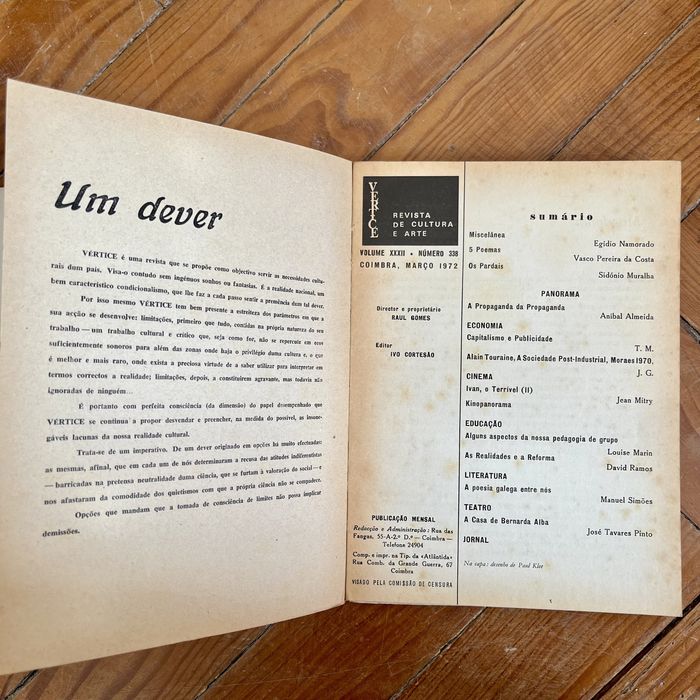 Um dever
VÉRTICE é uma revista que se propõe como objectivo servir as necessidades cultu-
rais dum país. Visa-o contudo sem ingénuos sonhos ou fantasias. É a realidade nacional, um
bem característico condicionalismo, que lhe faz a cada passo sentir a premência dum tal dever.
Por isso mesmo VÉRTICE tem bem presente a estreiteza dos parâmetros em que a
sua acção se desenvolve: limitações, primeiro que tudo, contidas na própria natureza do seu
trabalho — um trabalho cultural e crítico que, seja como for, não se repercute em ecos
suficientemente sonoros para além das zonas onde haja o privilégio duma cultura e, o que
é melhor e mais raro, onde exista a preciosa virtude de a saber utilizar para interpretar em
termos correctos a realidade; limitações, depois, a constituírem agravante, mas todavia não
ignoradas de ninguém...
É portanto com perfeita consciência (da dimensão) do papel desempenhado que
VÉRTICE se continua a propor desvendar e preencher, na medida do possível, as inson-
gáveis lacunas da nossa realidade cultural.
Trata-se de um imperativo. De um dever originado em opções há muito efectuadas:
as mesmas, afinal, que em cada um de nós determinaram a recusa das atitudes indiferentistas
— barricadas na pretensa neutralidade duma ciência, que se furtam à valoração do social — e
nos afastaram da comodidade dos quietismos com que a própria ciência não se compadece.
Opções que mandam que a tomada de consciência de limites não possa implicar
demissões.
VÉRTICE
REVISTA
DE CULTURA
E ARTE
VOLUME XXXII • NÚMERO 338
COIMBRA, MARÇO 1972
Director e proprietário
RAUL GOMES
Editor
IVO CORTESÃO
PUBLICAÇÃO MENSAL
Redacção e Administração: Rua das
Fangas, 55-A-2.º D.º — Coimbra —
Telefone 24904
Comp. e impr. na Tip. da «Atlântida»
Rua Comb. da Grande Guerra, 67
Coimbra
VISADO PELA COMISSÃO DE CENSURA
sumário
Miscelânea
Egídio Namorado
5 Poemas
Vasco Pereira da Costa
Os Pardais
Sidónio Muralha
PANORAMA
A Propaganda da Propaganda
Aníbal Almeida
ECONOMIA
Capitalismo e Publicidade
T. M.
Alain Touraine, A Sociedade Post-Industrial, Moraes 1970,
J. G.
CINEMA
Ivan, o Terrível (II)
Jean Mitry
Kinopanorama
EDUCAÇÃO
Alguns aspectos da nossa pedagogia de grupo
Louise Marin
As Realidades e a Reforma
David Ramos
LITERATURA
A poesia galega entre nós
Manuel Simões
TEATRO
A Casa de Bernarda Alba
José Tavares Pinto
JORNAL
Na capa: desenho de Paul Klee